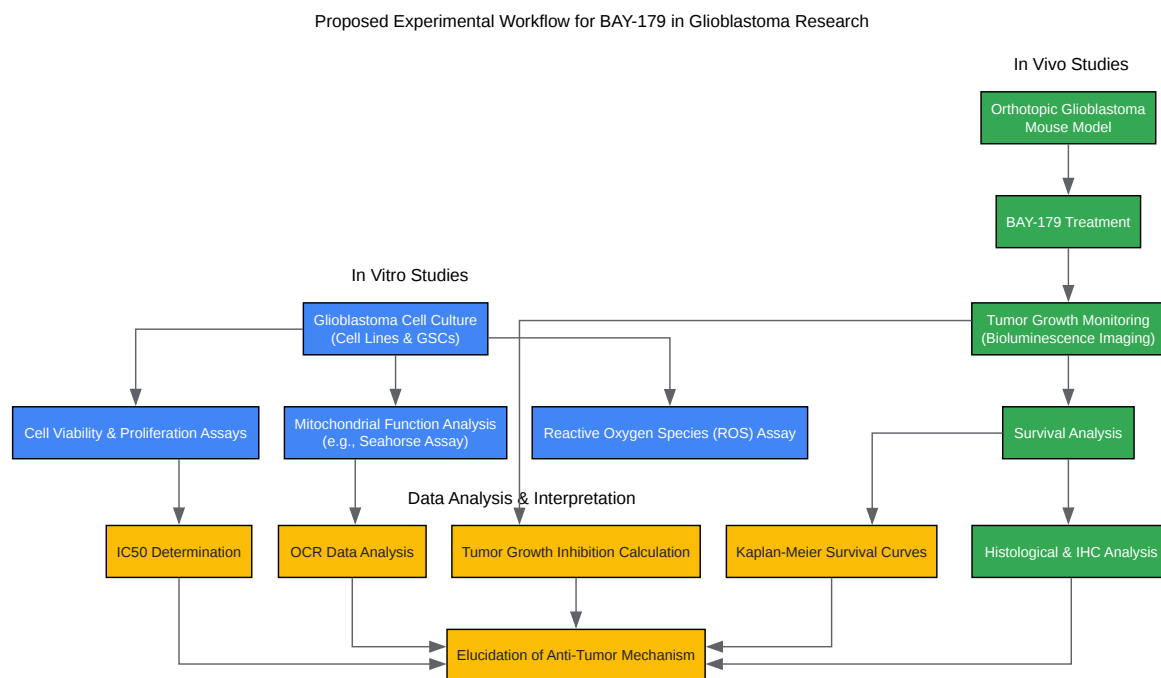 Proposed Experimental Workflow for BAY-179 in Glioblastoma Research
In Vivo Studies
Orthotopic Glioblastoma
Mouse Model
BAY-179 Treatment
In Vitro Studies
Glioblastoma Cell Culture
(Cell Lines & GSCs)
Tumor Growth Monitoring
(Bioluminescence Imaging)
Cell Viability & Proliferation Assays
Mitochondrial Function Analysis
(e.g., Seahorse Assay)
Reactive Oxygen Species (ROS) Assay
Survival Analysis
Data Analysis & Interpretation
IC50 Determination
OCR Data Analysis
Tumor Growth Inhibition Calculation
Kaplan-Meier Survival Curves
Histological & IHC Analysis
Elucidation of Anti-Tumor Mechanism